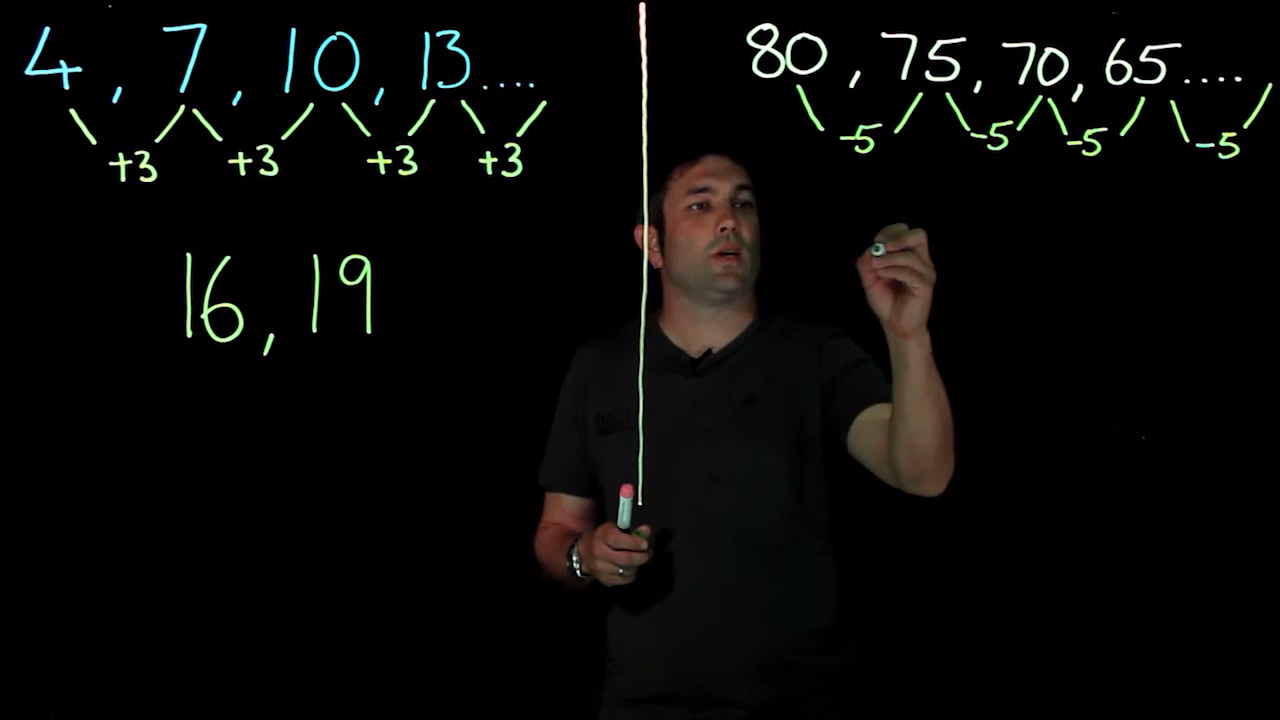 4, 7, 10, 13....
+3 +3 +3 +3
16, 19
80, 75, 70, 65....
-5 -5 -5 -5